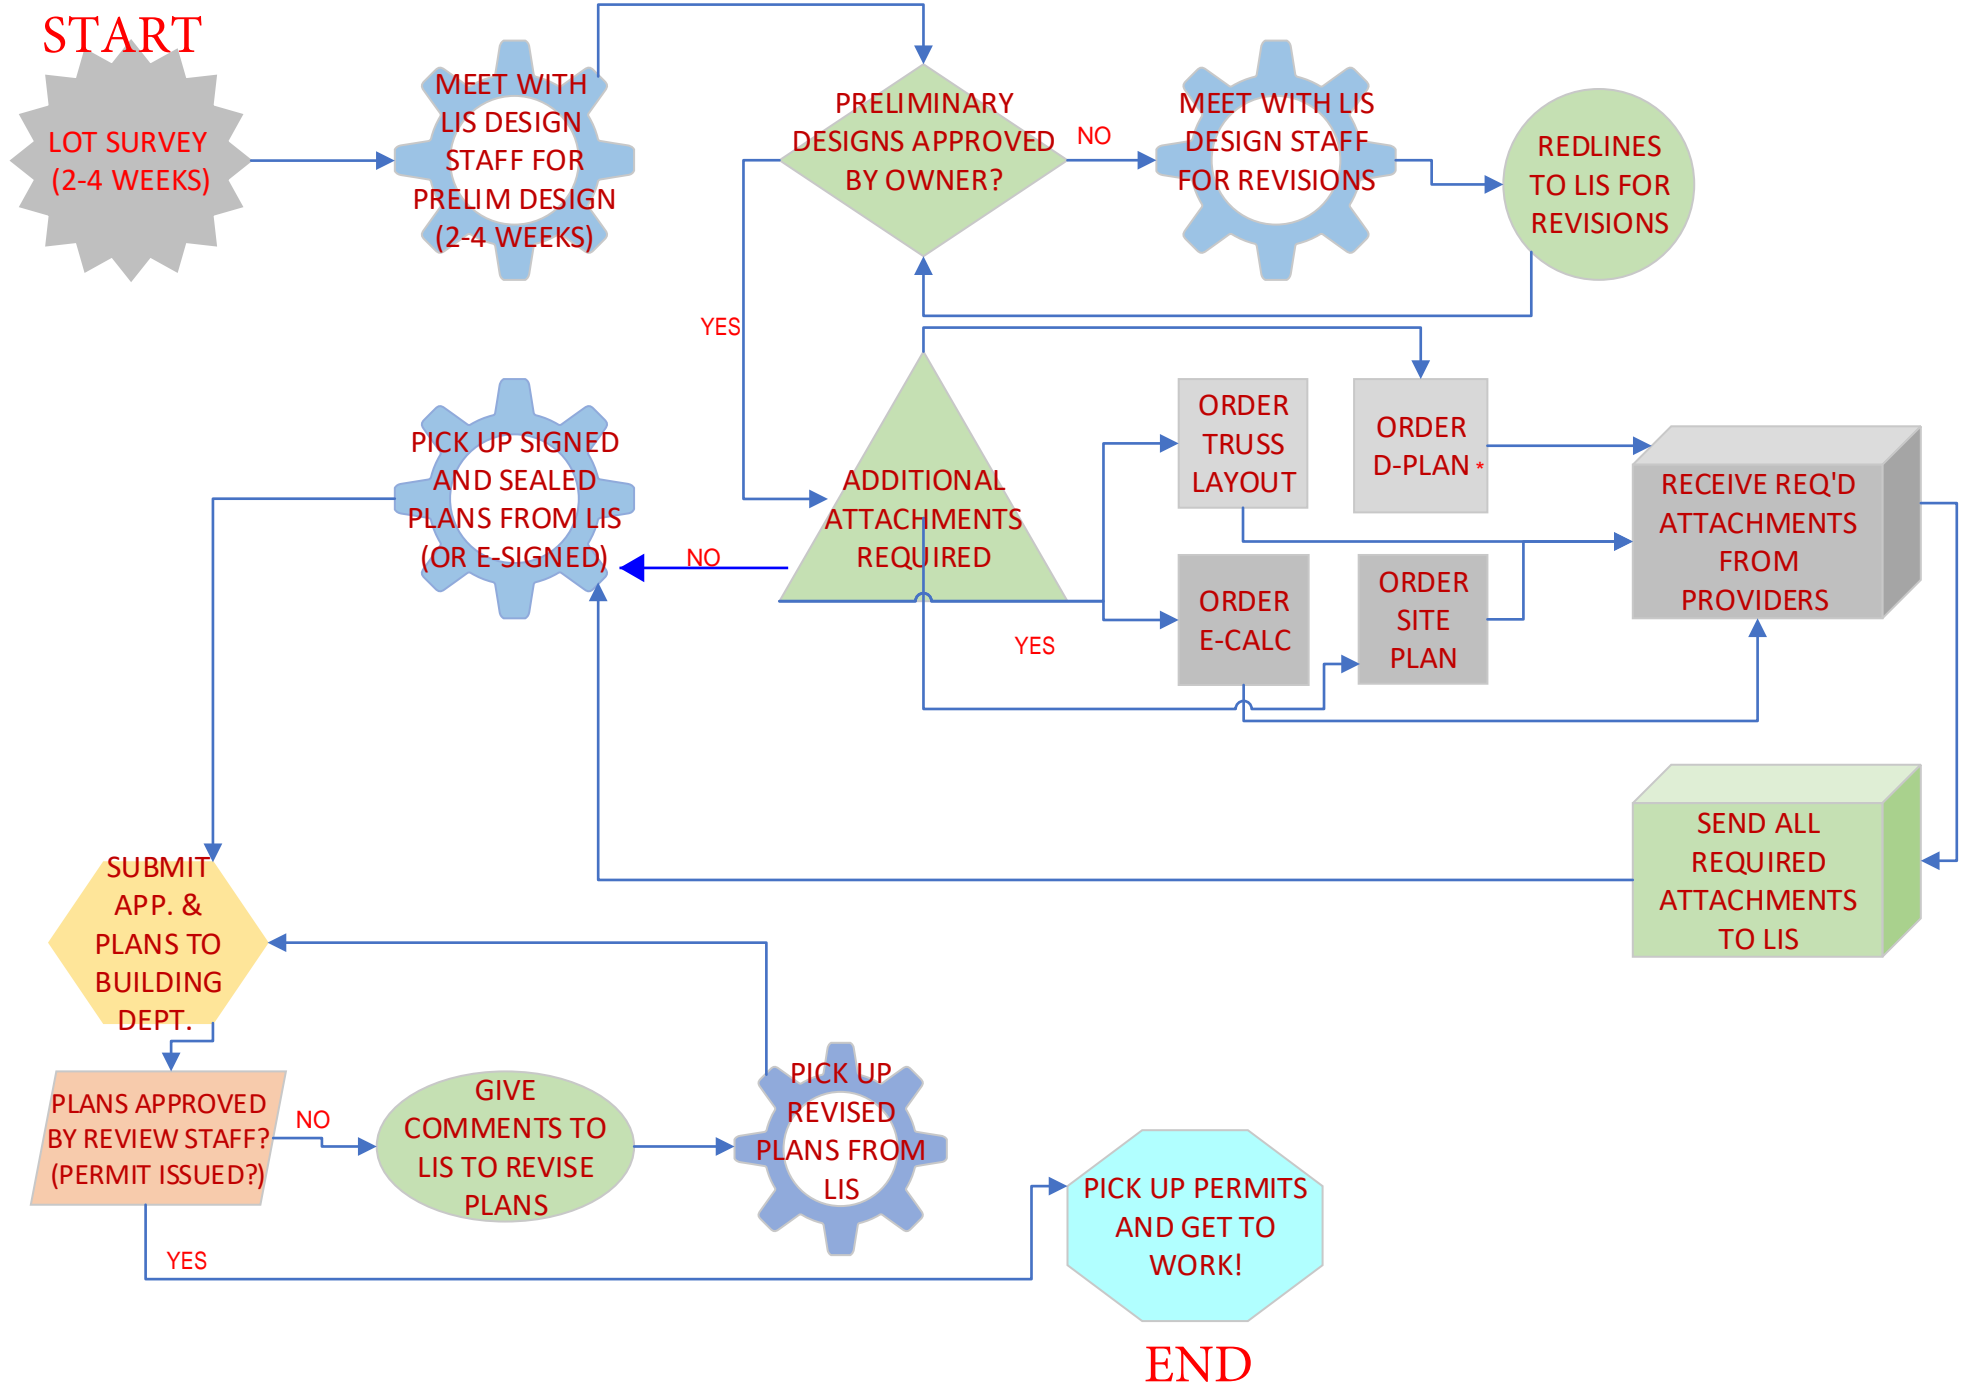 START
LOT SURVEY
(2-4 WEEKS)
MEET WITH
LIS DESIGN
STAFF FOR
PRELIM DESIGN
(2-4 WEEKS)
PRELIMINARY
DESIGNS APPROVED
BY OWNER?
NO
MEET WITH LIS
DESIGN STAFF
FOR REVISIONS
REDLINES
TO LIS FOR
REVISIONS
YES
PICK UP SIGNED
AND SEALED
PLANS FROM LIS
(OR E-SIGNED)
NO
ADDITIONAL
ATTACHMENTS
REQUIRED
YES
ORDER
TRUSS
LAYOUT
ORDER
D-PLAN *
ORDER
E-CALC
ORDER
SITE
PLAN
RECEIVE REQ'D
ATTACHMENTS
FROM
PROVIDERS
SEND ALL
REQUIRED
ATTACHMENTS
TO LIS
SUBMIT
APP. &
PLANS TO
BUILDING
DEPT.
PLANS APPROVED
BY REVIEW STAFF?
(PERMIT ISSUED?)
NO
GIVE
COMMENTS TO
LIS TO REVISE
PLANS
PICK UP
REVISED
PLANS FROM
LIS
YES
PICK UP PERMITS
AND GET TO
WORK!
END